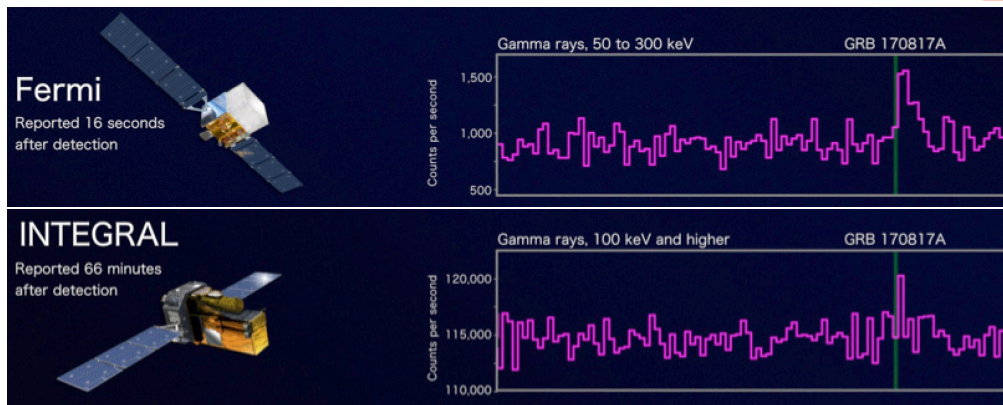 Fermi
Reported 16 seconds
after detection
Gamma rays, 50 to 300 keV
GRB 170817A
Counts per second
1,500
1,000
500
INTEGRAL
Reported 66 minutes
after detection
Gamma rays, 100 keV and higher
GRB 170817A
Counts per second
120,000
115,000
110,000